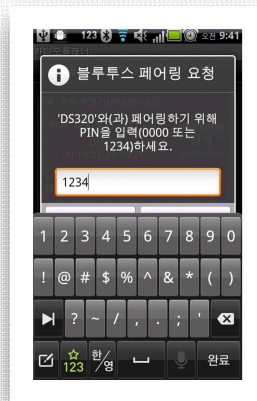 123 오전 9:41
블루투스 페어링 요청
'DS320'와(과) 페어링하기 위해
PIN을 입력(0000 또는
1234)하세요.
1234
1 2 3 4 5 6 7 8 9 0
! @ # $ % ^ & * ( )
? ~ / , . ; '
123 한/영 완료